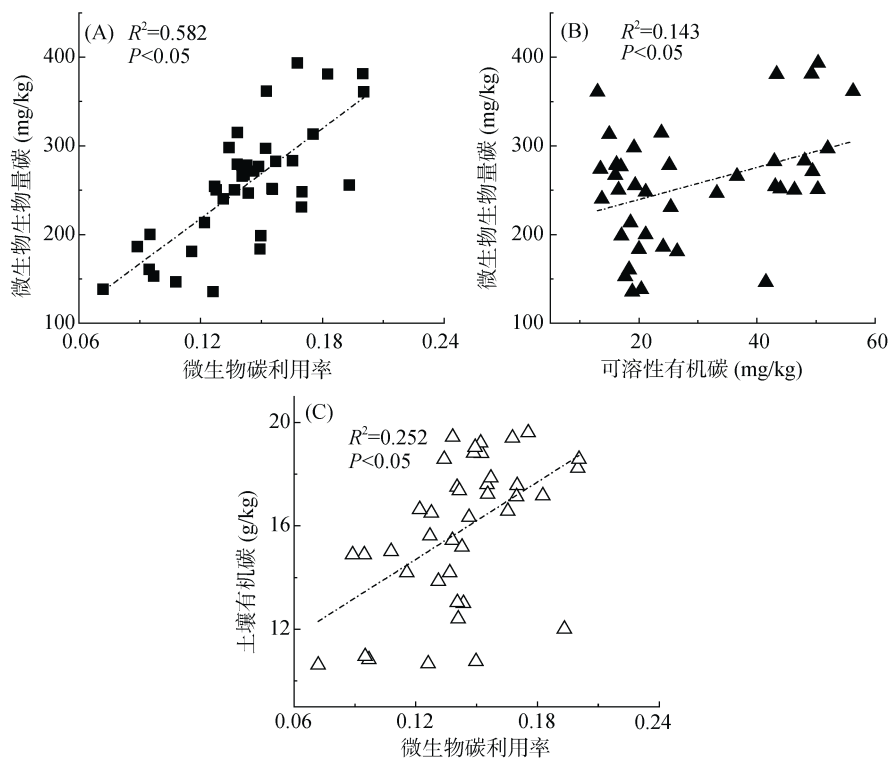 (A)
R²=0.582
P<0.05
400
300
200
100
0.06
0.12
0.18
0.24
微生物生物量碳 (mg/kg)
微生物碳利用率
(B)
R²=0.143
P<0.05
400
300
200
100
20
40
60
微生物生物量碳 (mg/kg)
可溶性有机碳 (mg/kg)
(C)
R²=0.252
P<0.05
20
16
12
0.06
0.12
0.18
0.24
土壤有机碳 (g/kg)
微生物碳利用率